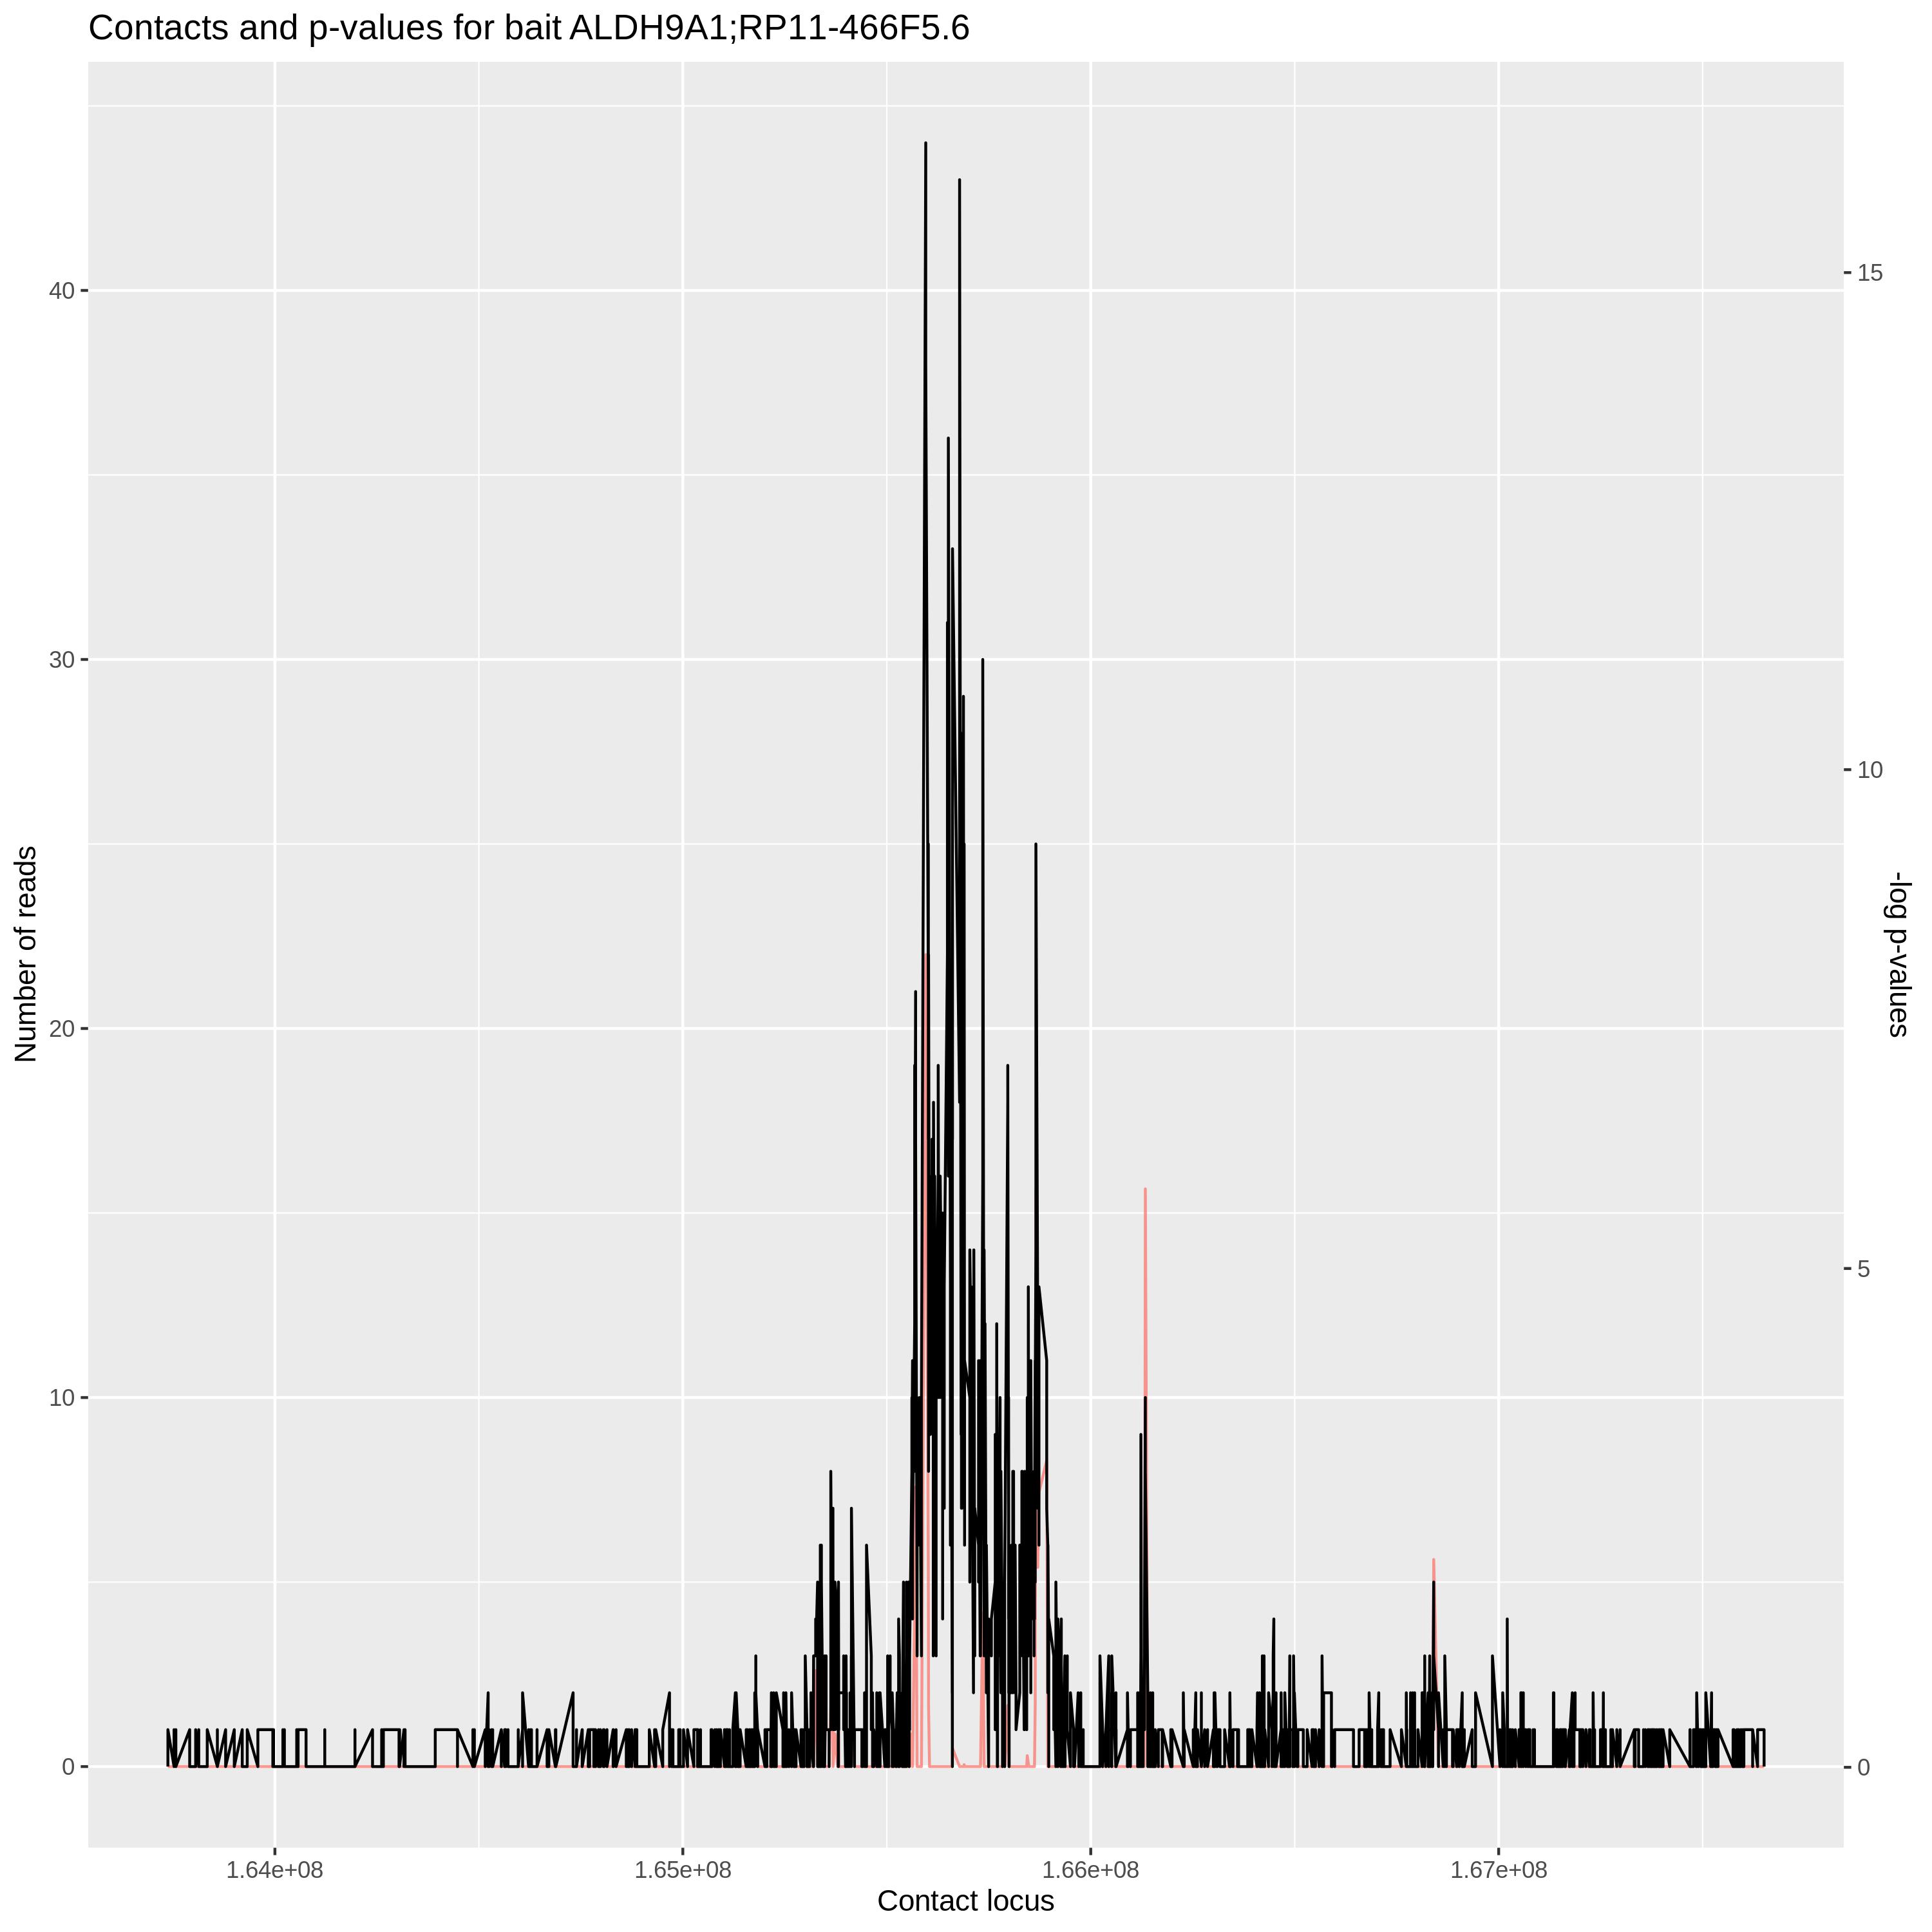 Contacts and p-values for bait ALDH9A1;RP11-466F5.6
40
30
20
10
0
Number of reads
15
10
5
0
-log p-values
1.64e+08
1.65e+08
1.66e+08
1.67e+08
Contact locus